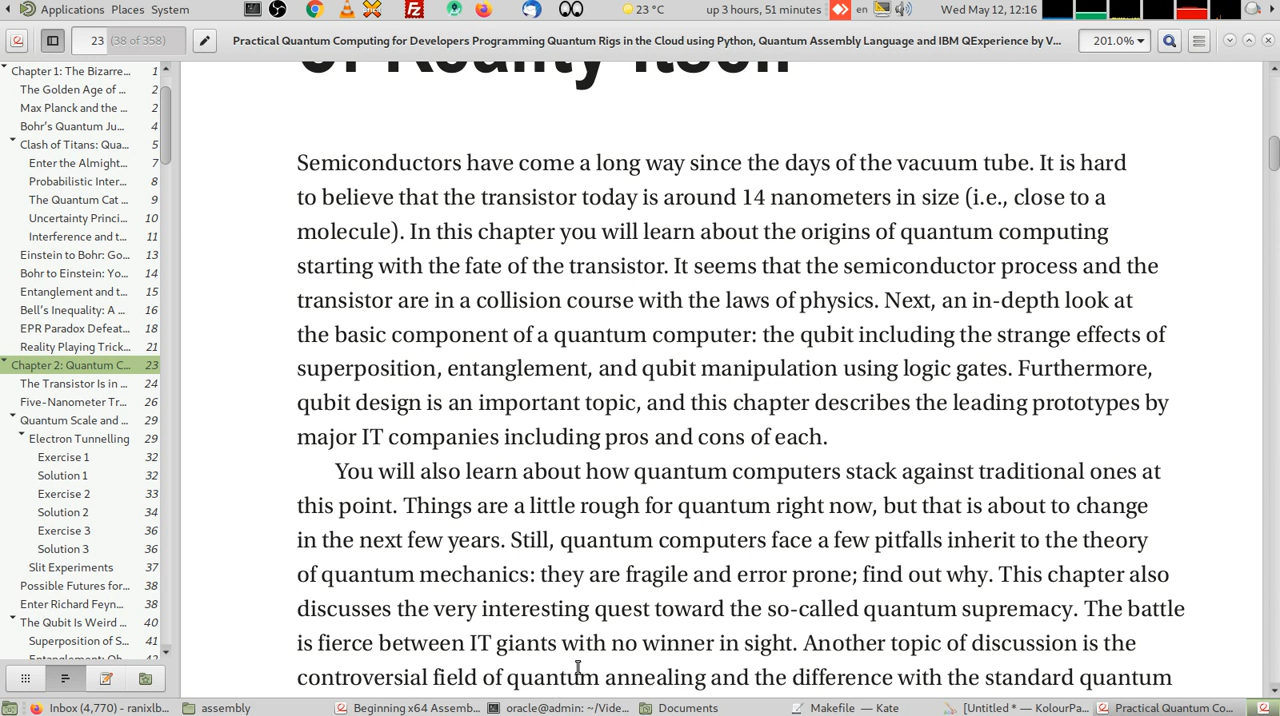 Applications Places System
23 °C
up 3 hours, 51 minutes
en
Wed May 12, 12:16
23
(38 of 358)
Practical Quantum Computing for Developers Programming Quantum Rigs in the Cloud using Python, Quantum Assembly Language and IBM QExperience by V...
201.0%
Chapter 1: The Bizarre... 1
The Golden Age of ... 2
Max Planck and the ... 2
Bohr's Quantum Ju... 4
Clash of Titans: Qua... 5
Enter the Almight... 7
Probabilistic Inter... 8
The Quantum Cat ... 9
Uncertainty Princi... 10
Interference and t... 11
Einstein to Bohr: Go... 13
Bohr to Einstein: Yo... 14
Entanglement and t... 15
Bell's Inequality: A ... 16
EPR Paradox Defeat... 18
Reality Playing Trick... 21
Chapter 2: Quantum C... 23
The Transistor Is in ... 24
Five-Nanometer Tr... 26
Quantum Scale and ... 29
Electron Tunnelling 29
Exercise 1 32
Solution 1 32
Exercise 2 33
Solution 2 34
Exercise 3 36
Solution 3 36
Slit Experiments 37
Possible Futures for... 38
Enter Richard Feyn... 38
The Qubit Is Weird ... 40
Superposition of S... 41
of Reality Itself
Semiconductors have come a long way since the days of the vacuum tube. It is hard
to believe that the transistor today is around 14 nanometers in size (i.e., close to a
molecule). In this chapter you will learn about the origins of quantum computing
starting with the fate of the transistor. It seems that the semiconductor process and the
transistor are in a collision course with the laws of physics. Next, an in-depth look at
the basic component of a quantum computer: the qubit including the strange effects of
superposition, entanglement, and qubit manipulation using logic gates. Furthermore,
qubit design is an important topic, and this chapter describes the leading prototypes by
major IT companies including pros and cons of each.
You will also learn about how quantum computers stack against traditional ones at
this point. Things are a little rough for quantum right now, but that is about to change
in the next few years. Still, quantum computers face a few pitfalls inherit to the theory
of quantum mechanics: they are fragile and error prone; find out why. This chapter also
discusses the very interesting quest toward the so-called quantum supremacy. The battle
is fierce between IT giants with no winner in sight. Another topic of discussion is the
controversial field of quantum annealing and the difference with the standard quantum
Inbox (4,770) - ranixlb...
assembly
Beginning x64 Assemb...
oracle@admin: ~/Vide...
Documents
Makefile — Kate
[Untitled * — KolourPa...
Practical Quantum Co...